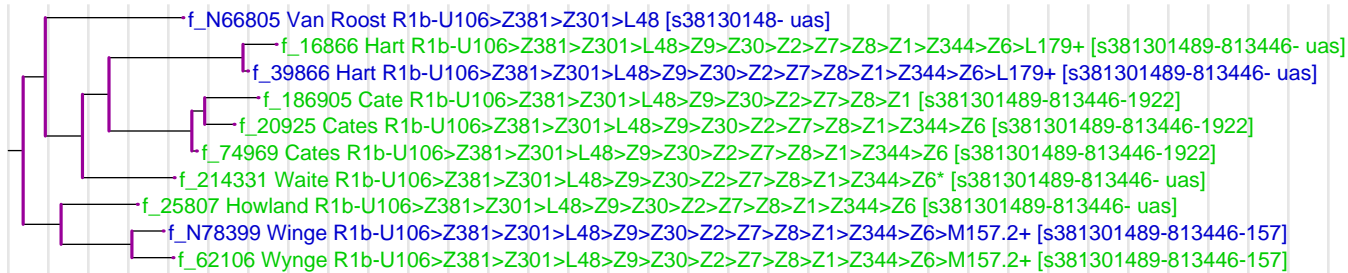 f_N66805 Van Roost R1b-U106>Z381>Z301>L48 [s38130148- uas]
f_16866 Hart R1b-U106>Z381>Z301>L48>Z9>Z30>Z2>Z7>Z8>Z1>Z344>Z6>L179+ [s381301489-813446- uas]
f_39866 Hart R1b-U106>Z381>Z301>L48>Z9>Z30>Z2>Z7>Z8>Z1>Z344>Z6>L179+ [s381301489-813446- uas]
f_186905 Cate R1b-U106>Z381>Z301>L48>Z9>Z30>Z2>Z7>Z8>Z1 [s381301489-813446-1922]
f_20925 Cates R1b-U106>Z381>Z301>L48>Z9>Z30>Z2>Z7>Z8>Z1>Z344>Z6 [s381301489-813446-1922]
f_74969 Cates R1b-U106>Z381>Z301>L48>Z9>Z30>Z2>Z7>Z8>Z1>Z344>Z6 [s381301489-813446-1922]
f_214331 Waite R1b-U106>Z381>Z301>L48>Z9>Z30>Z2>Z7>Z8>Z1>Z344>Z6* [s381301489-813446- uas]
f_25807 Howland R1b-U106>Z381>Z301>L48>Z9>Z30>Z2>Z7>Z8>Z1>Z344>Z6 [s381301489-813446- uas]
f_N78399 Winge R1b-U106>Z381>Z301>L48>Z9>Z30>Z2>Z7>Z8>Z1>Z344>Z6>M157.2+ [s381301489-813446-157]
f_62106 Wynge R1b-U106>Z381>Z301>L48>Z9>Z30>Z2>Z7>Z8>Z1>Z344>Z6>M157.2+ [s381301489-813446-157]